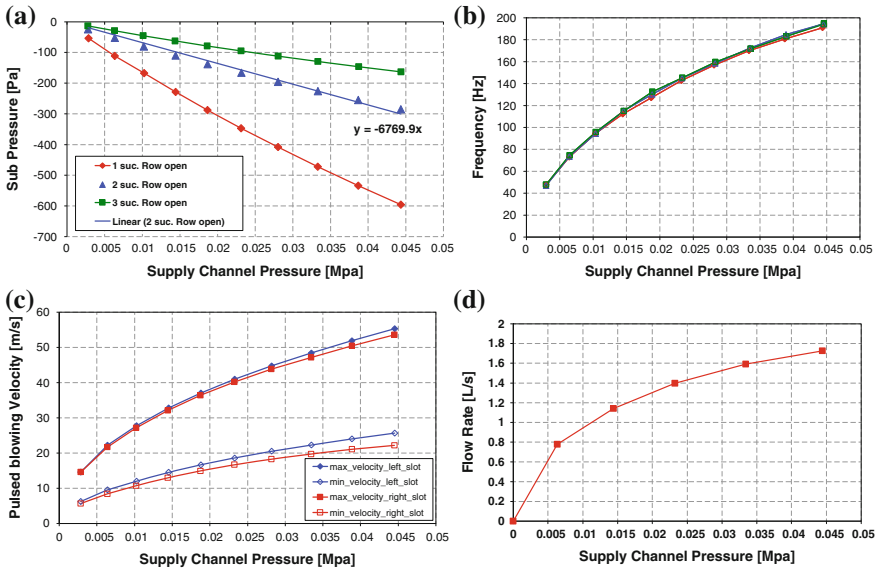 (a)
0
-100
-200
-300
-400
-500
-600
-700
Sub Pressure [Pa]
y = -6769.9x
1 suc. Row open
2 suc. Row open
3 suc. Row open
Linear (2 suc. Row open)
0 0.005 0.01 0.015 0.02 0.025 0.03 0.035 0.04 0.045 0.05
Supply Channel Pressure [Mpa]
(b)
200
180
160
140
120
100
80
60
40
20
0
Frequency [Hz]
0 0.005 0.01 0.015 0.02 0.025 0.03 0.035 0.04 0.045 0.05
Supply Channel Pressure [Mpa]
(c)
60
50
40
30
20
10
0
Pulsed blowing Velocity [m/s]
max_velocity_left_slot
min_velocity_left_slot
max_velocity_right_slot
min_velocity_right_slot
0 0.005 0.01 0.015 0.02 0.025 0.03 0.035 0.04 0.045 0.05
Supply Channel Pressure [Mpa]
(d)
2
1.8
1.6
1.4
1.2
1
0.8
0.6
0.4
0.2
0
Flow Rate [L/s]
0 0.005 0.01 0.015 0.02 0.025 0.03 0.035 0.04 0.045 0.05
Supply Channel Pressure [Mpa]